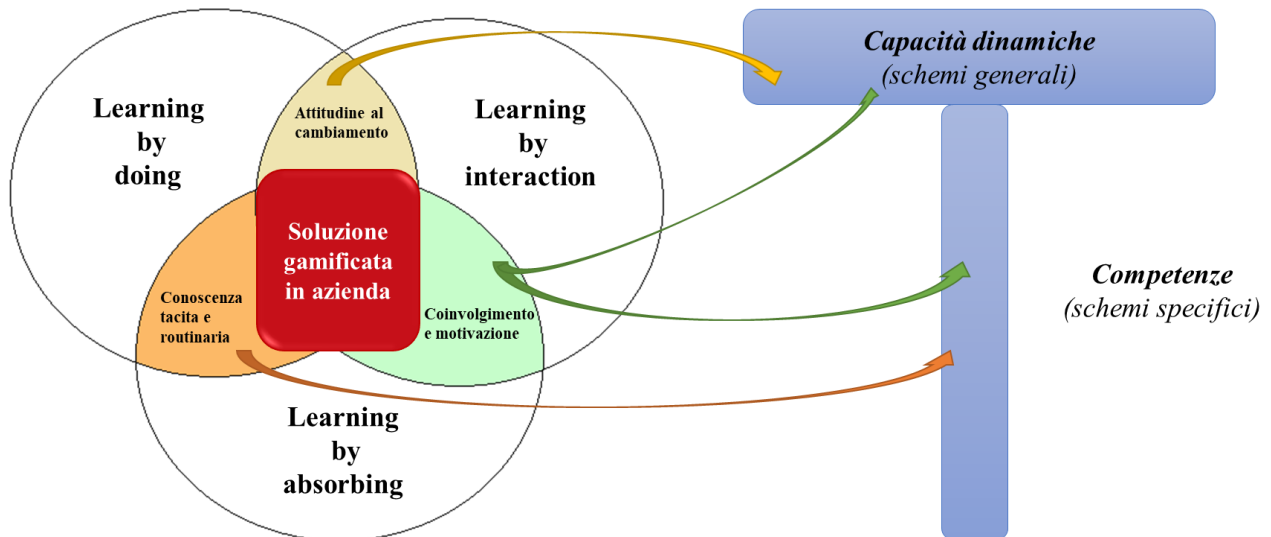 Learning
by
doing
Attitudine al
cambiamento
Learning
by
interaction
Soluzione
gamificata
in azienda
Conoscenza
tacita e
routinaria
Coinvolgimento
e motivazione
Learning
by
absorbing
Capacità dinamiche
(schemi generali)
Competenze
(schemi specifici)